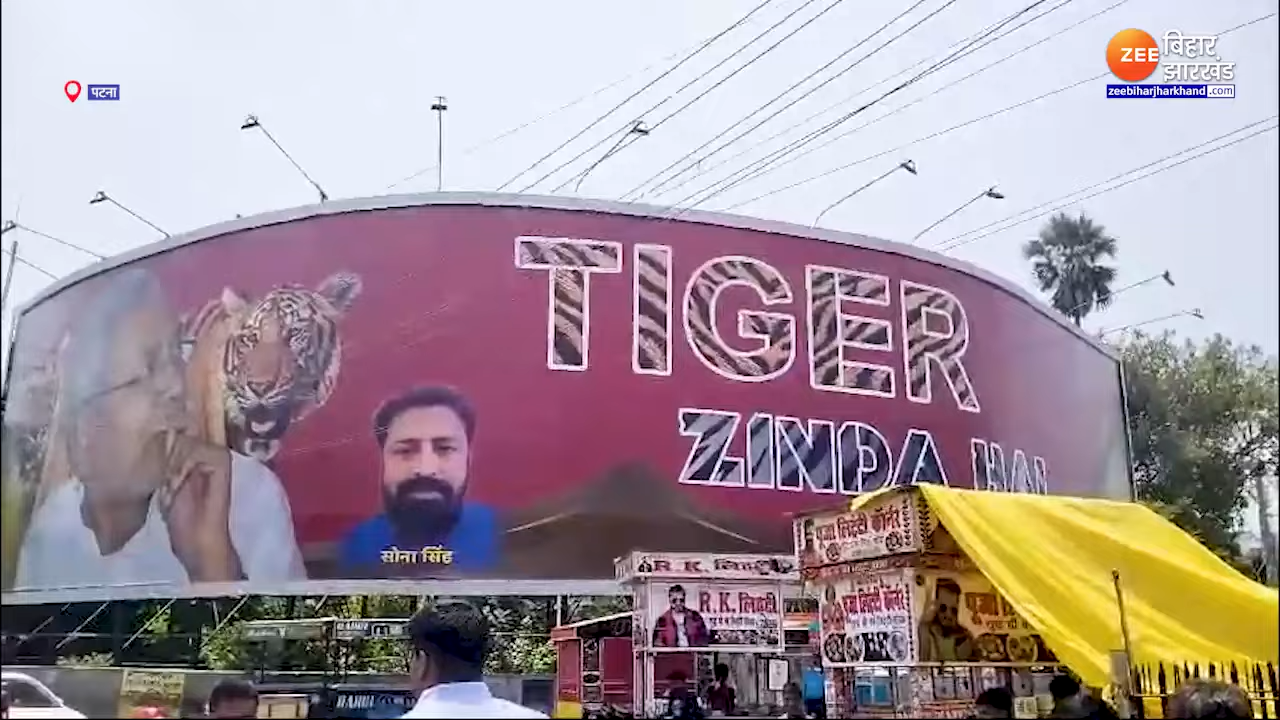 पटना
ZEE बिहार
झारखंड
zeebiharjharkhand.com
TIGER
ZINDA HAI
सोना सिंह
R.K. लिट्टी
R.K. लिट्टी
पूजा लिट्टी कॉर्नर
पूजा लिट्टी कॉर्नर